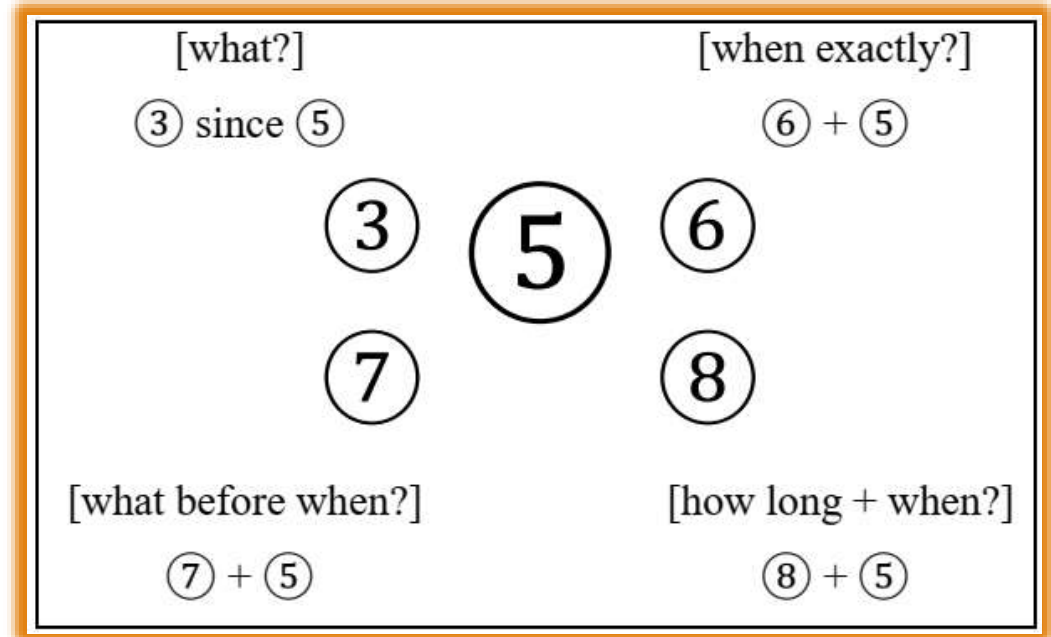 [what?] [when exactly?]
③ since ⑤ ⑥ + ⑤
③ ⑤ ⑥
⑦ ⑧
[what before when?] [how long + when?]
⑦ + ⑤ ⑧ + ⑤